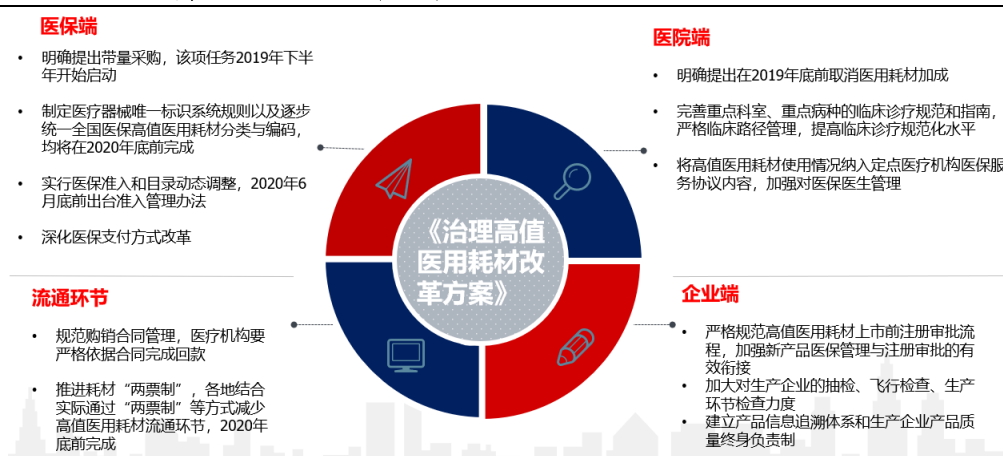 医保端
• 明确提出带量采购，该项任务2019年下半
年开始启动
• 制定医疗器械唯一标识系统规则以及逐步
统一全国医保高值医用耗材分类与编码，
均将在2020年底前完成
• 实行医保准入和目录动态调整，2020年6
月底前出台准入管理办法
• 深化医保支付方式改革
医院端
• 明确提出在2019年底前取消医用耗材加成
• 完善重点科室、重点病种的临床诊疗规范和指南，
严格临床路径管理，提高临床诊疗规范化水平
• 将高值医用耗材使用情况纳入定点医疗机构医保服
务协议内容，加强对医保医生管理
《治理高值
医用耗材改
革方案》
流通环节
• 规范购销合同管理，医疗机构要
严格依据合同完成回款
• 推进耗材“两票制”，各地结合
实际通过“两票制”等方式减少
高值医用耗材流通环节，2020年
底前完成
企业端
• 严格规范高值医用耗材上市前注册审批流
程，加强新产品医保管理与注册审批的有
效衔接
• 加大对生产企业的抽检、飞行检查、生产
环节检查力度
• 建立产品信息追溯体系和生产企业产品质
量终身负责制